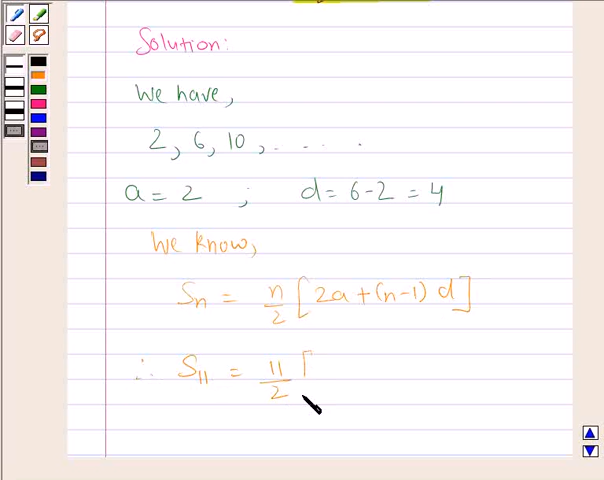 Solution:
We have,
2, 6, 10, . . . .
a = 2 ; d = 6-2 = 4
We know,
Sn = n/2 [2a+(n-1) d]
∴ S11 = 11/2 [